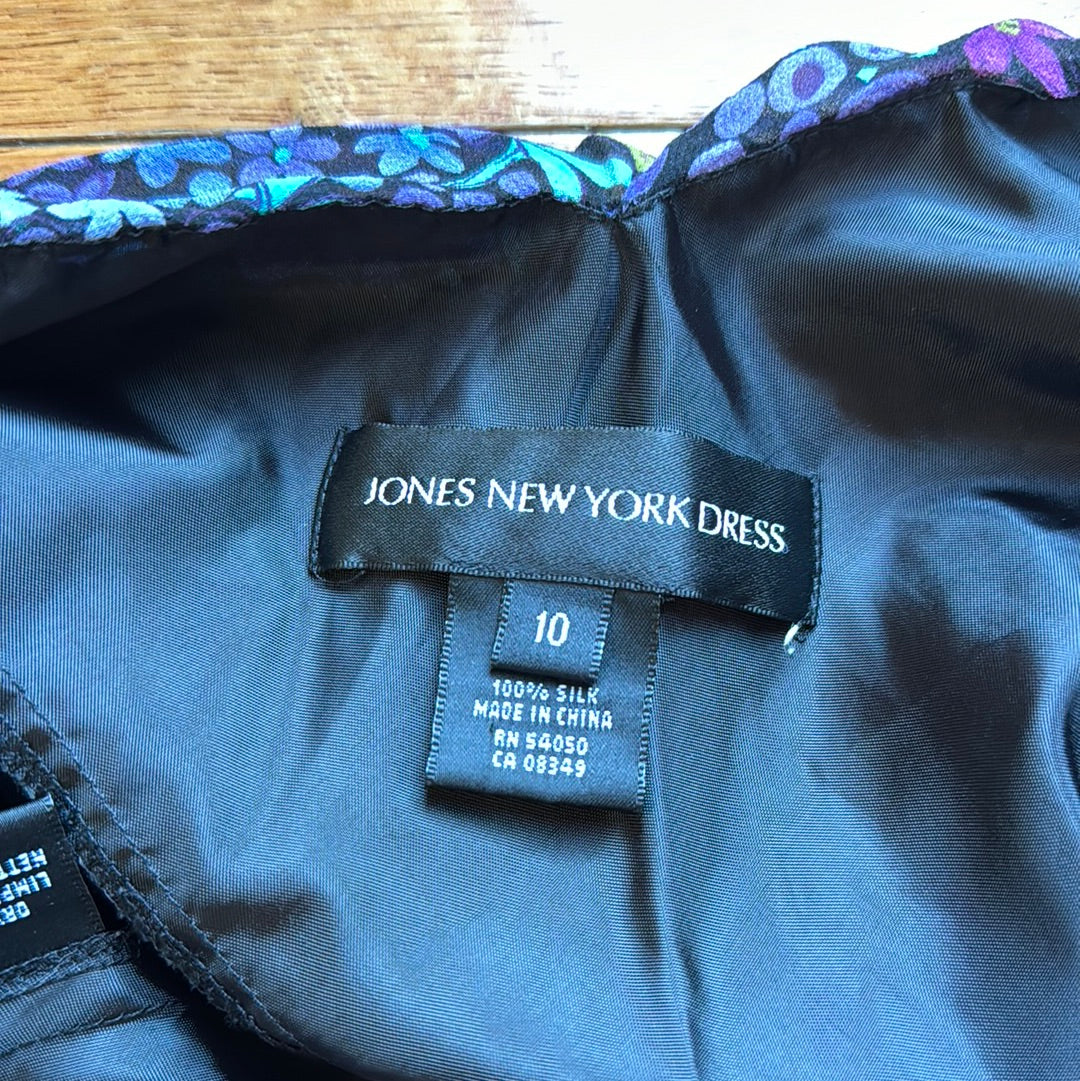 JONES NEW YORK DRESS
10
100% SILK
MADE IN CHINA
RN 54050
CA 08349